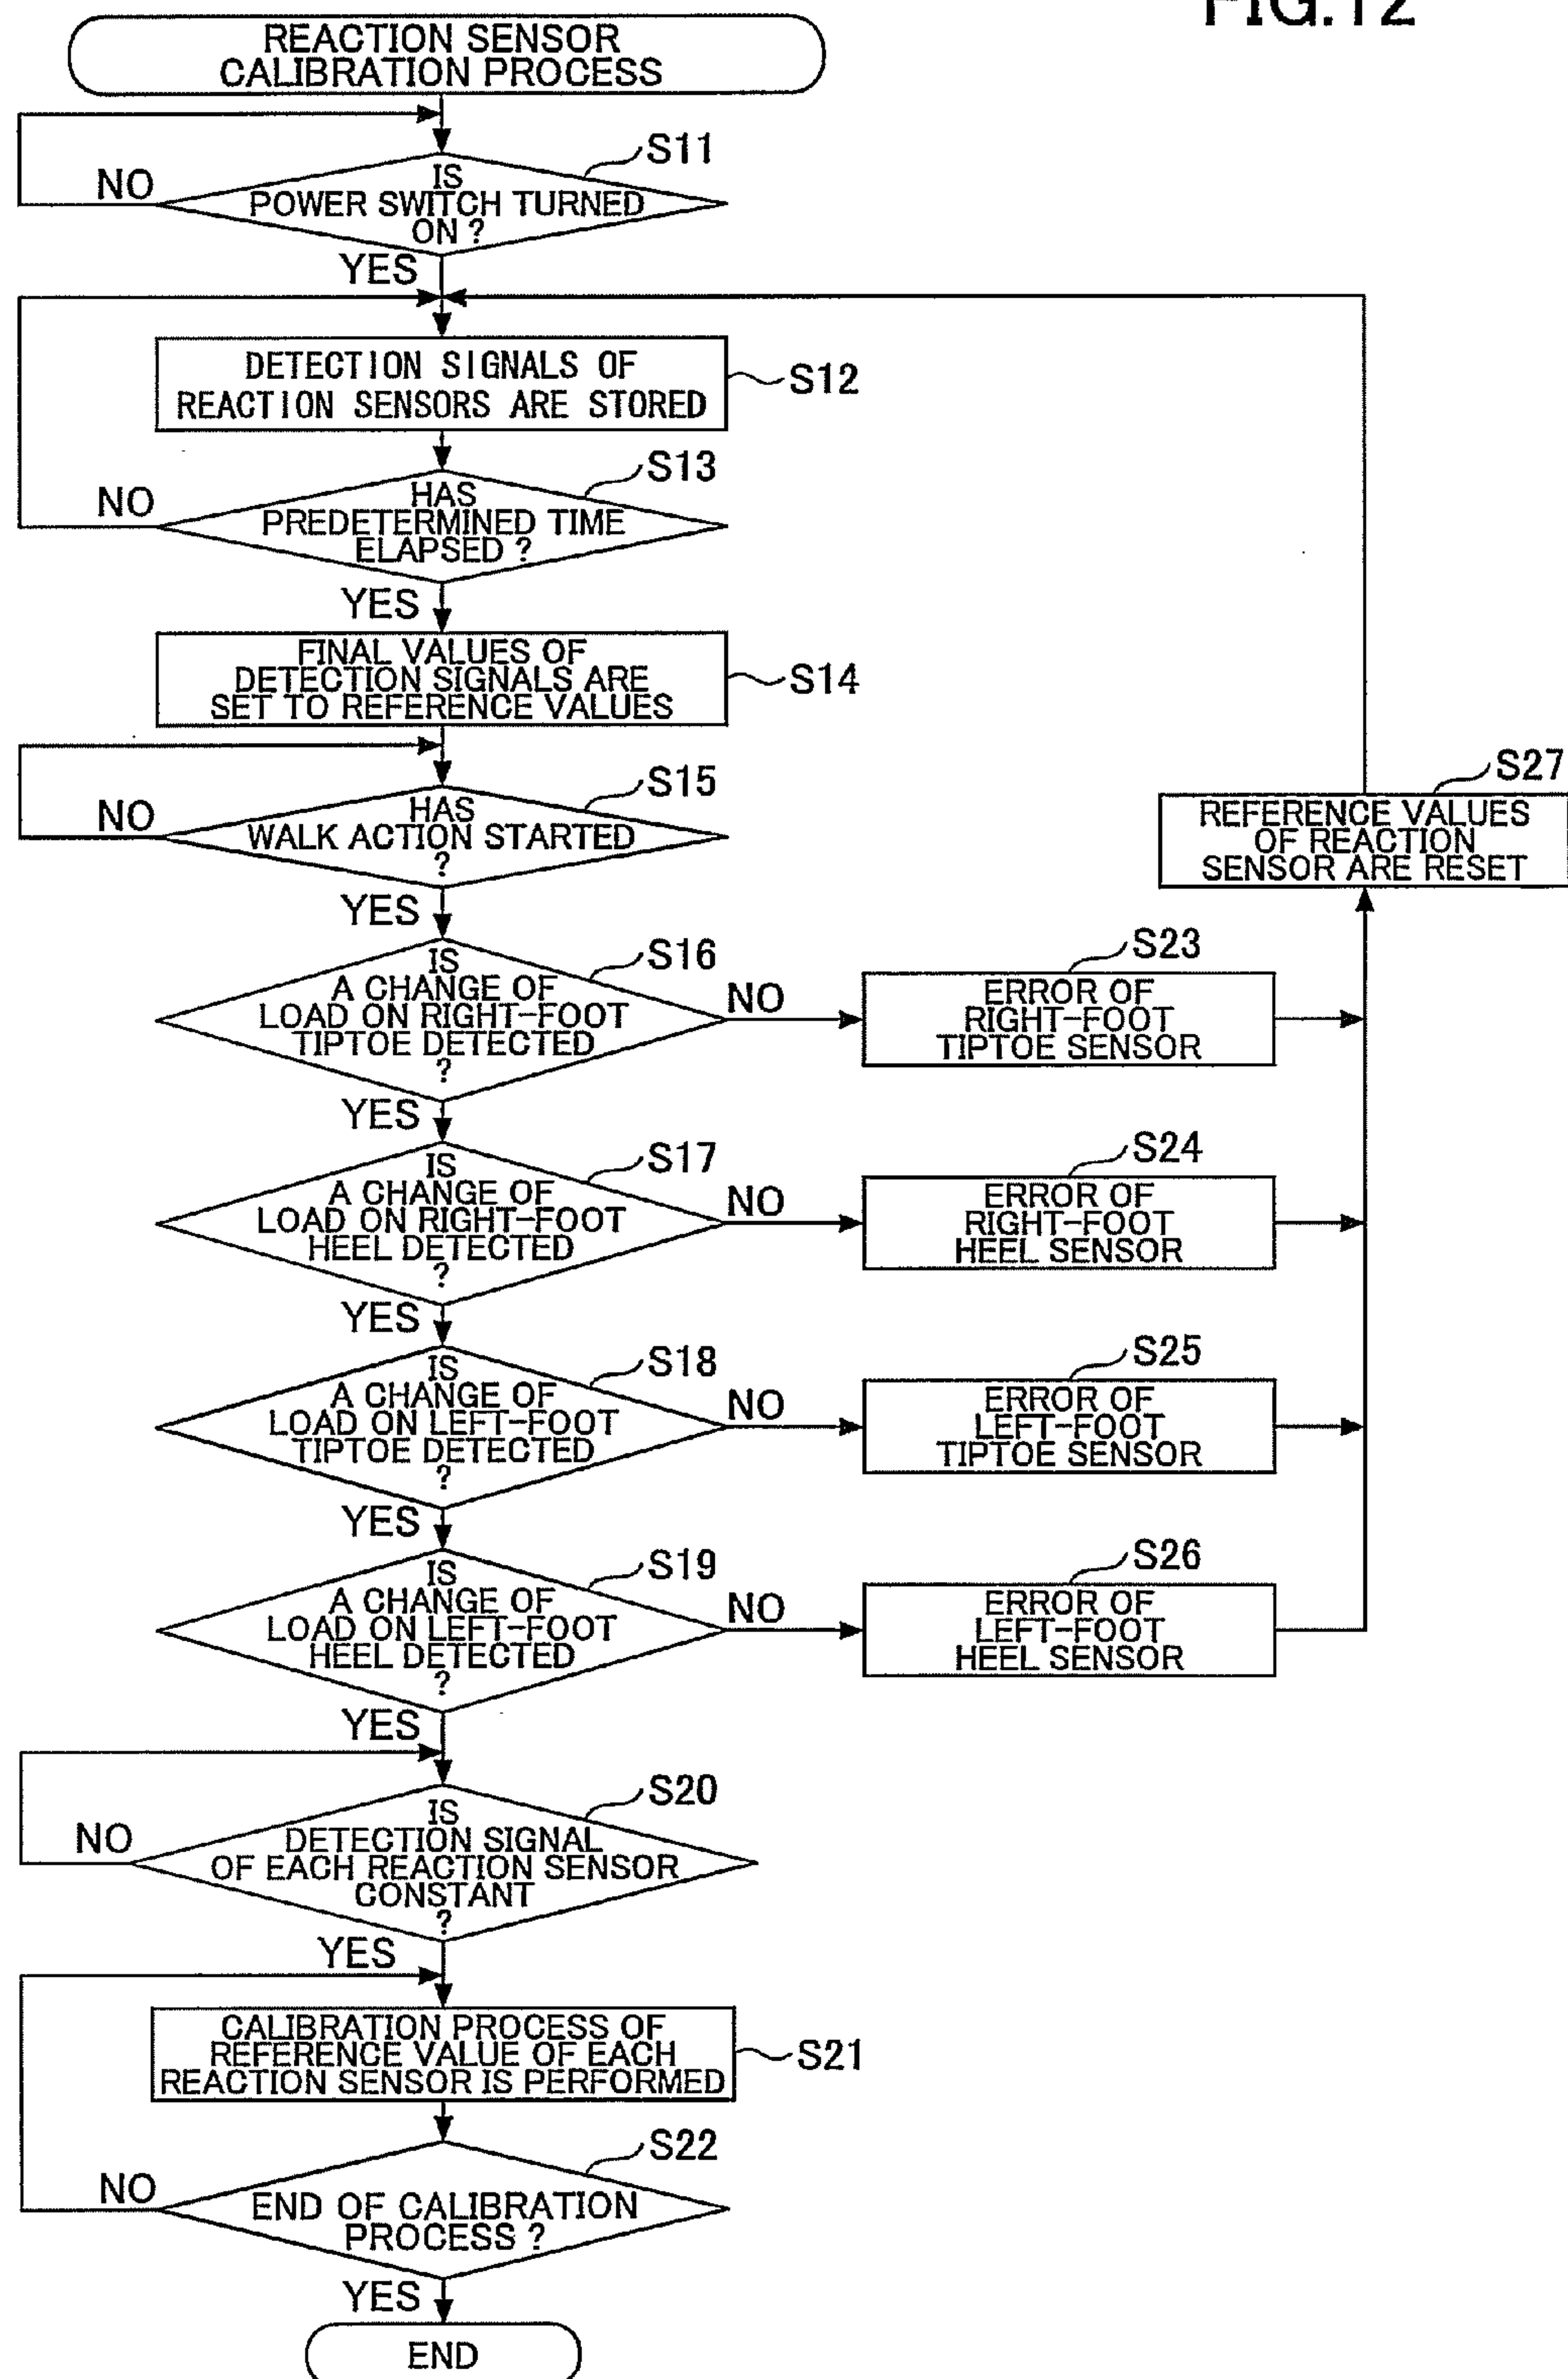 FIG.12
REACTION SENSOR
CALIBRATION PROCESS
S11
NO
IS
POWER SWITCH TURNED
ON ?
YES
DETECTION SIGNALS OF
REACTION SENSORS ARE STORED
S12
S13
NO
HAS
PREDETERMINED TIME
ELAPSED ?
YES
FINAL VALUES OF
DETECTION SIGNALS ARE
SET TO REFERENCE VALUES
S14
S15
NO
HAS
WALK ACTION STARTED
?
YES
S27
REFERENCE VALUES
OF REACTION
SENSOR ARE RESET
S16
IS
A CHANGE OF
LOAD ON RIGHT-FOOT
TIPTOE DETECTED
?
NO
YES
S23
ERROR OF
RIGHT-FOOT
TIPTOE SENSOR
S17
IS
A CHANGE OF
LOAD ON RIGHT-FOOT
HEEL DETECTED
?
NO
YES
S24
ERROR OF
RIGHT-FOOT
HEEL SENSOR
S18
IS
A CHANGE OF
LOAD ON LEFT-FOOT
TIPTOE DETECTED
?
NO
YES
S25
ERROR OF
LEFT-FOOT
TIPTOE SENSOR
S19
IS
A CHANGE OF
LOAD ON LEFT-FOOT
HEEL DETECTED
?
NO
YES
S26
ERROR OF
LEFT-FOOT
HEEL SENSOR
S20
NO
IS
DETECTION SIGNAL
OF EACH REACTION SENSOR
CONSTANT
?
YES
CALIBRATION PROCESS OF
REFERENCE VALUE OF EACH
REACTION SENSOR IS PERFORMED
S21
S22
NO
END OF CALIBRATION
PROCESS ?
YES
END